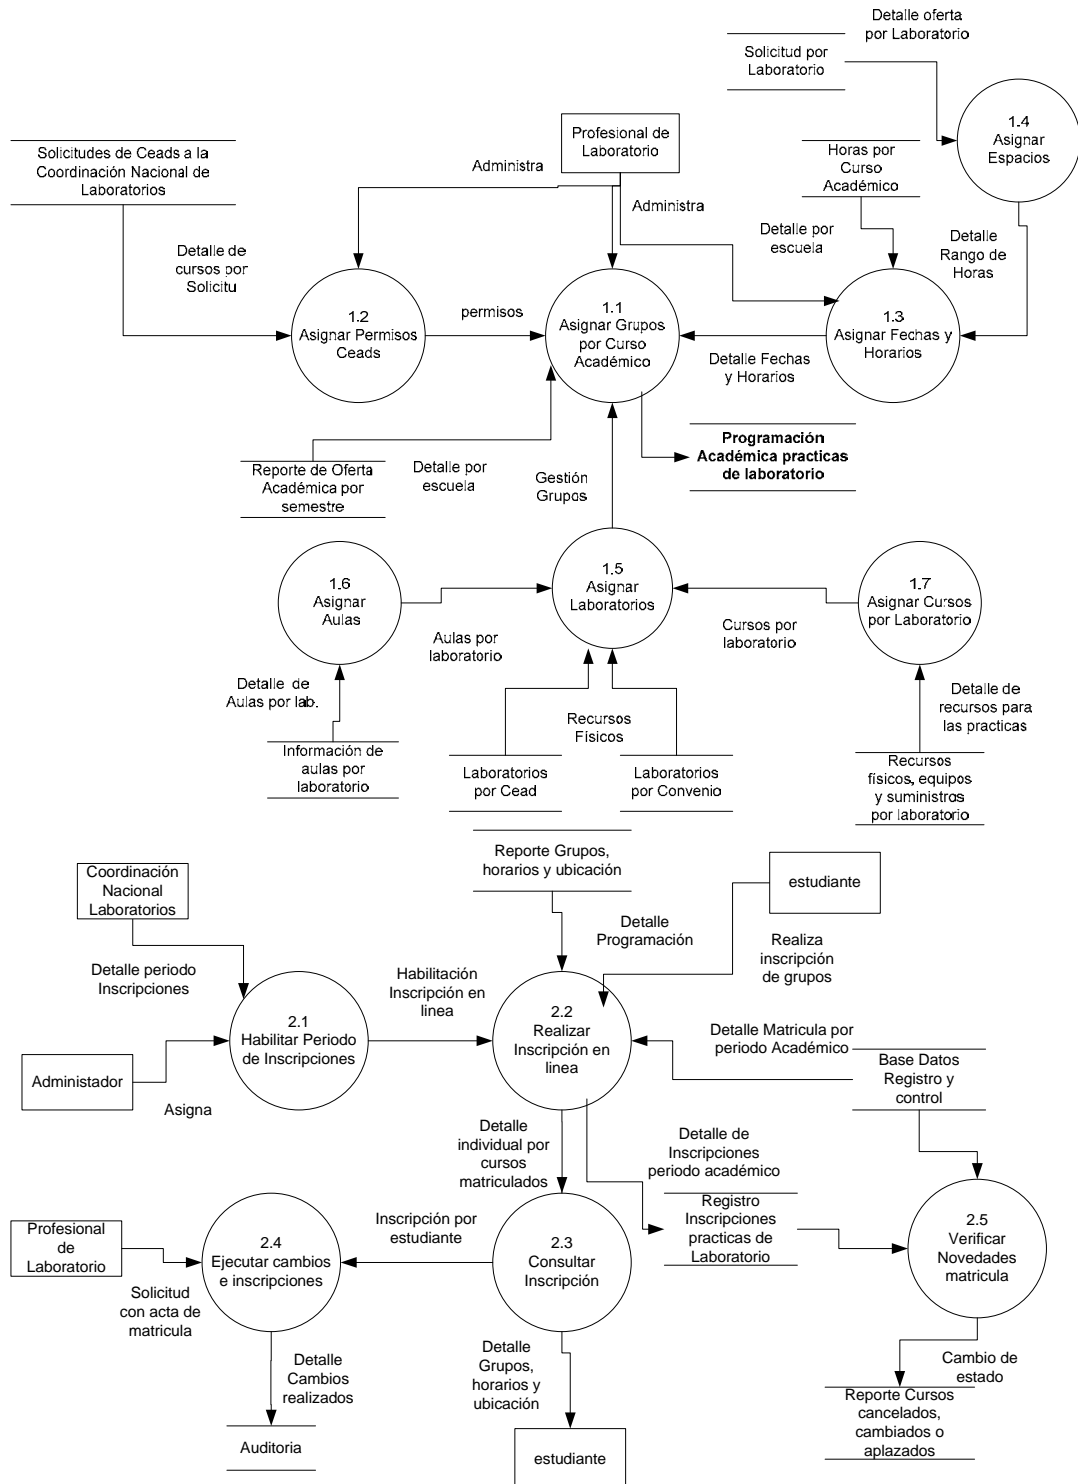 Detalle oferta
por Laboratorio
Solicitud por
Laboratorio
1.4
Asignar
Espacios
Profesional de
Laboratorio
Solicitudes de Ceads a la
Coordinación Nacional de
Laboratorios
Administra
Administra
Horas por
Curso
Académico
Detalle por
escuela
Detalle
Rango de
Horas
Detalle de
cursos por
Solicitu
1.2
Asignar Permisos
Ceads
permisos
1.1
Asignar Grupos
por Curso
Académico
1.3
Asignar Fechas y
Horarios
Detalle Fechas
y Horarios
Programación
Académica practicas
de laboratorio
Reporte de Oferta
Académica por
semestre
Detalle por
escuela
Gestión
Grupos
1.6
Asignar
Aulas
1.5
Asignar
Laboratorios
1.7
Asignar Cursos
por Laboratorio
Aulas por
laboratorio
Cursos por
laboratorio
Detalle de
Aulas por lab.
Detalle de
recursos para
las practicas
Recursos
Físicos
Información de
aulas por
laboratorio
Laboratorios
por Cead
Laboratorios
por Convenio
Recursos
físicos, equipos
y suministros
por laboratorio
Reporte Grupos,
horarios y ubicación
Coordinación
Nacional
Laboratorios
estudiante
Detalle
Programación
Realiza
inscripción
de grupos
Detalle periodo
Inscripciones
Habilitación
Inscripción en
linea
2.1
Habilitar Periodo
de Inscripciones
2.2
Realizar
Inscripción en
linea
Detalle Matricula por
periodo Académico
Administador
Asigna
Base Datos
Registro y
control
Detalle
individual por
cursos
matriculados
Detalle de
Inscripciones
periodo académico
Profesional
de
Laboratorio
2.4
Ejecutar cambios
e inscripciones
Inscripción por
estudiante
2.3
Consultar
Inscripción
Registro
Inscripciones
practicas de
Laboratorio
2.5
Verificar
Novedades
matricula
Solicitud
con acta de
matricula
Detalle
Cambios
realizados
Detalle
Grupos,
horarios y
ubicación
Cambio de
estado
Auditoria
estudiante
Reporte Cursos
cancelados,
cambiados o
aplazados